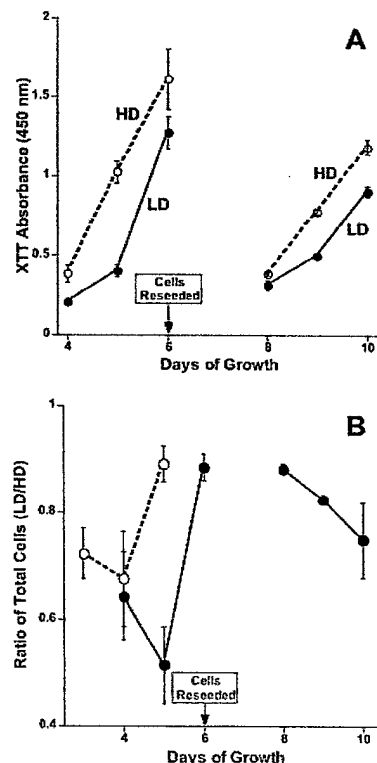 2
A
1.5
1
0.5
0
XTT Absorbance (450 nm)
HD
LD
HD
LD
Cells
Reseeded
4
5
6
8
9
10
Days of Growth
1
B
0.8
0.6
0.4
Ratio of Total Cells (LD/HD)
Cells
Reseeded
4
6
8
10
Days of Growth